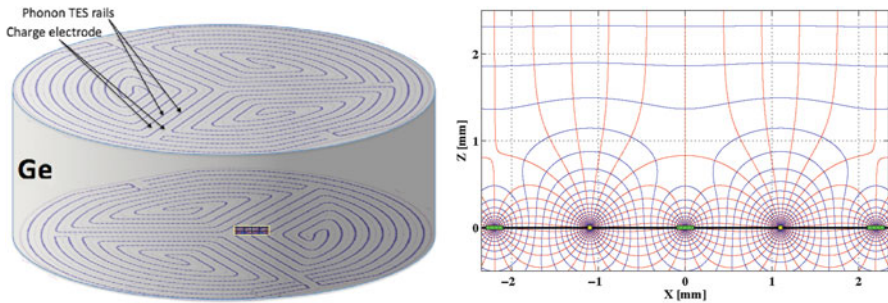 Phonon TES rails
Charge electrode
Ge
Z [mm]
2
1
0
−2
−1
0
1
2
X [mm]